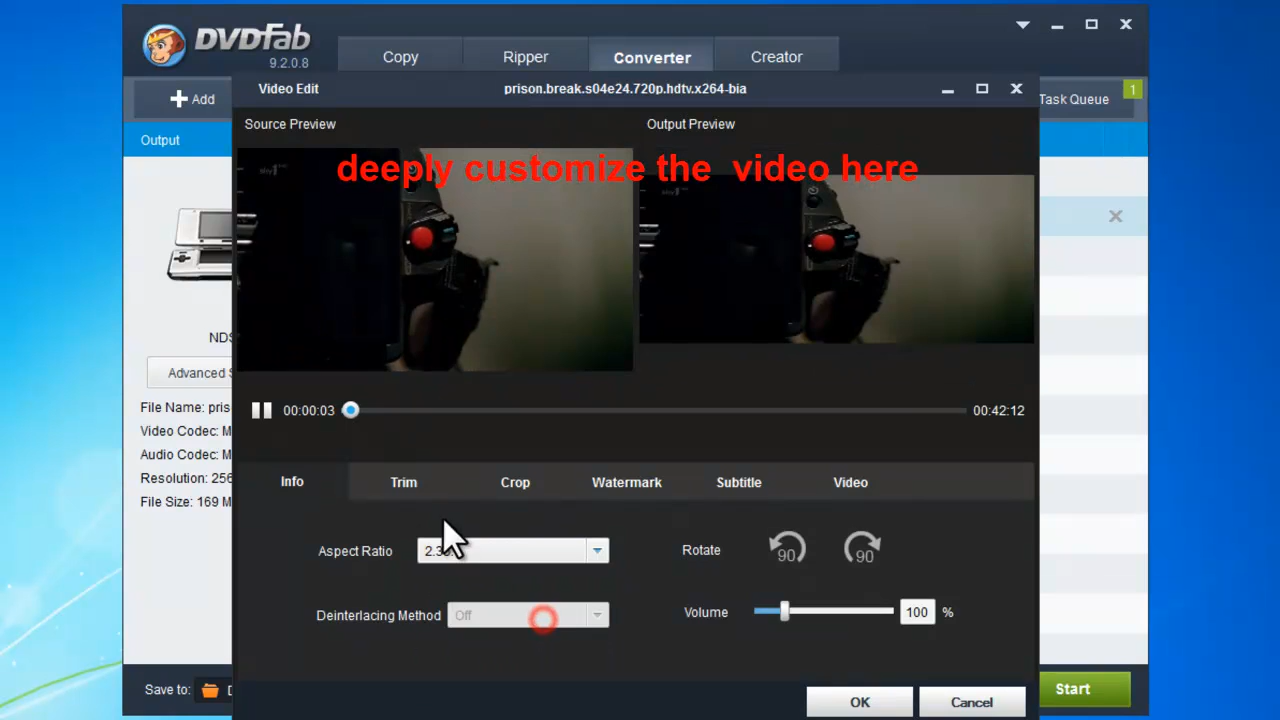 DVDFab
9.2.0.8
Copy
Ripper
Converter
Creator
Add
Video Edit
prison.break.s04e24.720p.hdtv.x264-bia
Task Queue
1
Output
Source Preview
Output Preview
deeply customize the video here
NDS
Advanced S
00:00:03
00:42:12
File Name: pris
Video Codec: M
Audio Codec: M
Resolution: 256
File Size: 169 M
Info
Trim
Crop
Watermark
Subtitle
Video
Aspect Ratio
Rotate
90
90
Deinterlacing Method
Off
Volume
100
%
Save to:
D
OK
Cancel
Start